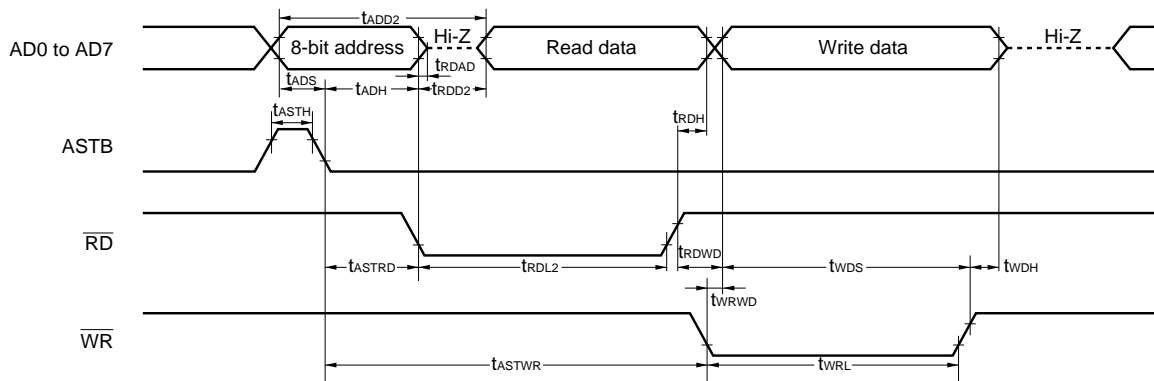 tADD2
AD0 to AD7
8-bit address
Hi-Z
Read data
Write data
Hi-Z
tRDAD
tADS
tADH
tRDD2
tASTH
tRDH
ASTB
RD
tASTRD
tRDL2
tRDWD
tWDS
tWDH
tWRWD
WR
tASTWR
tWRL